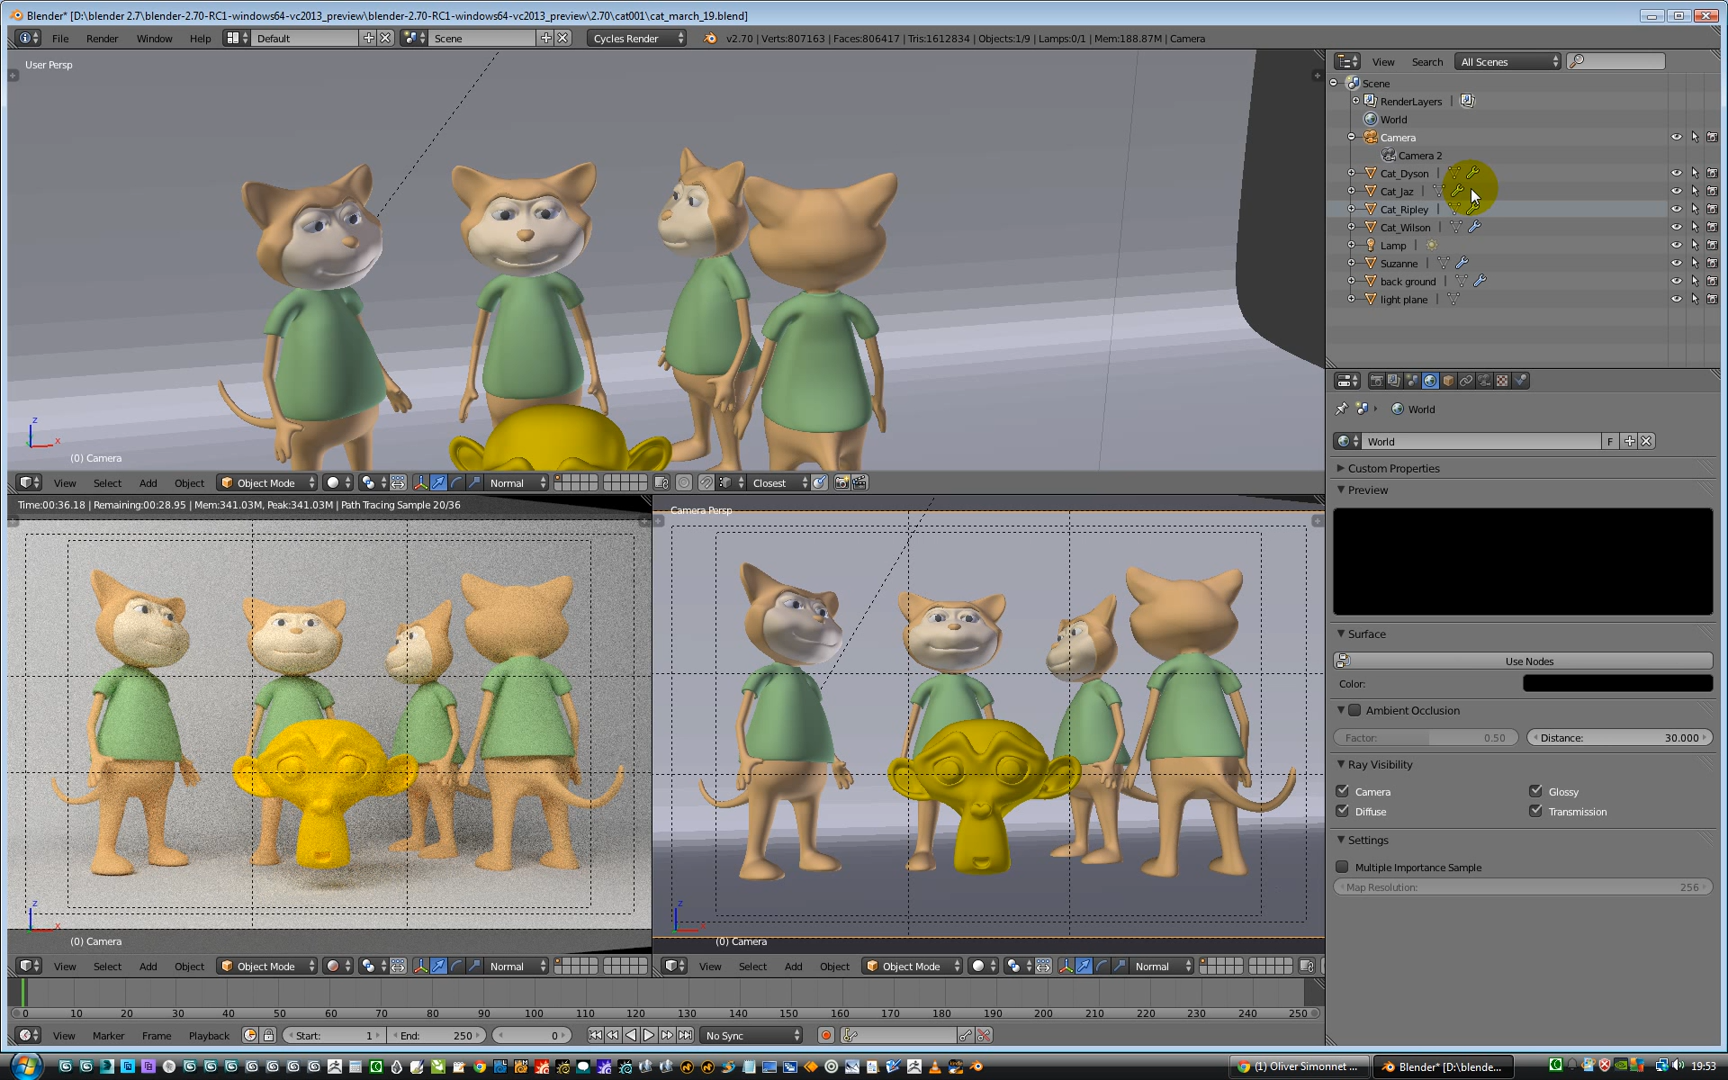 Blender* [D:\blender 2.7\blender-2.70-RC1-windows64-vc2013_preview\blender-2.70-RC1-windows64-vc2013_preview\2.70\cat001\cat_march_19.blend]
File Render Window Help Default Scene Cycles Render v2.70 | Verts:807163 | Faces:806417 | Tris:1612834 | Objects:1/9 | Lamps:0/1 | Mem:188.87M | Camera
User Persp
View Search All Scenes
Scene
RenderLayers
World
Camera
Camera 2
Cat_Dyson
Cat_Jaz
Cat_Ripley
Cat_Wilson
Lamp
Suzanne
back ground
light plane
z
x
(0) Camera
View Select Add Object Object Mode Normal Closest
World
World F
Custom Properties
Preview
Surface
Use Nodes
Color:
Ambient Occlusion
Factor: 0.50 Distance: 30.000
Ray Visibility
Camera Glossy
Diffuse Transmission
Settings
Multiple Importance Sample
Map Resolution: 256
Time:00:36.18 | Remaining:00:28.95 | Mem:341.03M, Peak:341.03M | Path Tracing Sample 20/36
z
x
(0) Camera
View Select Add Object Object Mode Normal
Camera Persp
z
x
(0) Camera
View Select Add Object Object Mode Normal
0 10 20 30 40 50 60 70 80 90 100 110 120 130 140 150 160 170 180 190 200 210 220 230 240 250
View Marker Frame Playback Start: 1 End: 250 0 No Sync
(1) Oliver Simonnet ... Blender* [D:\blende... 19:53